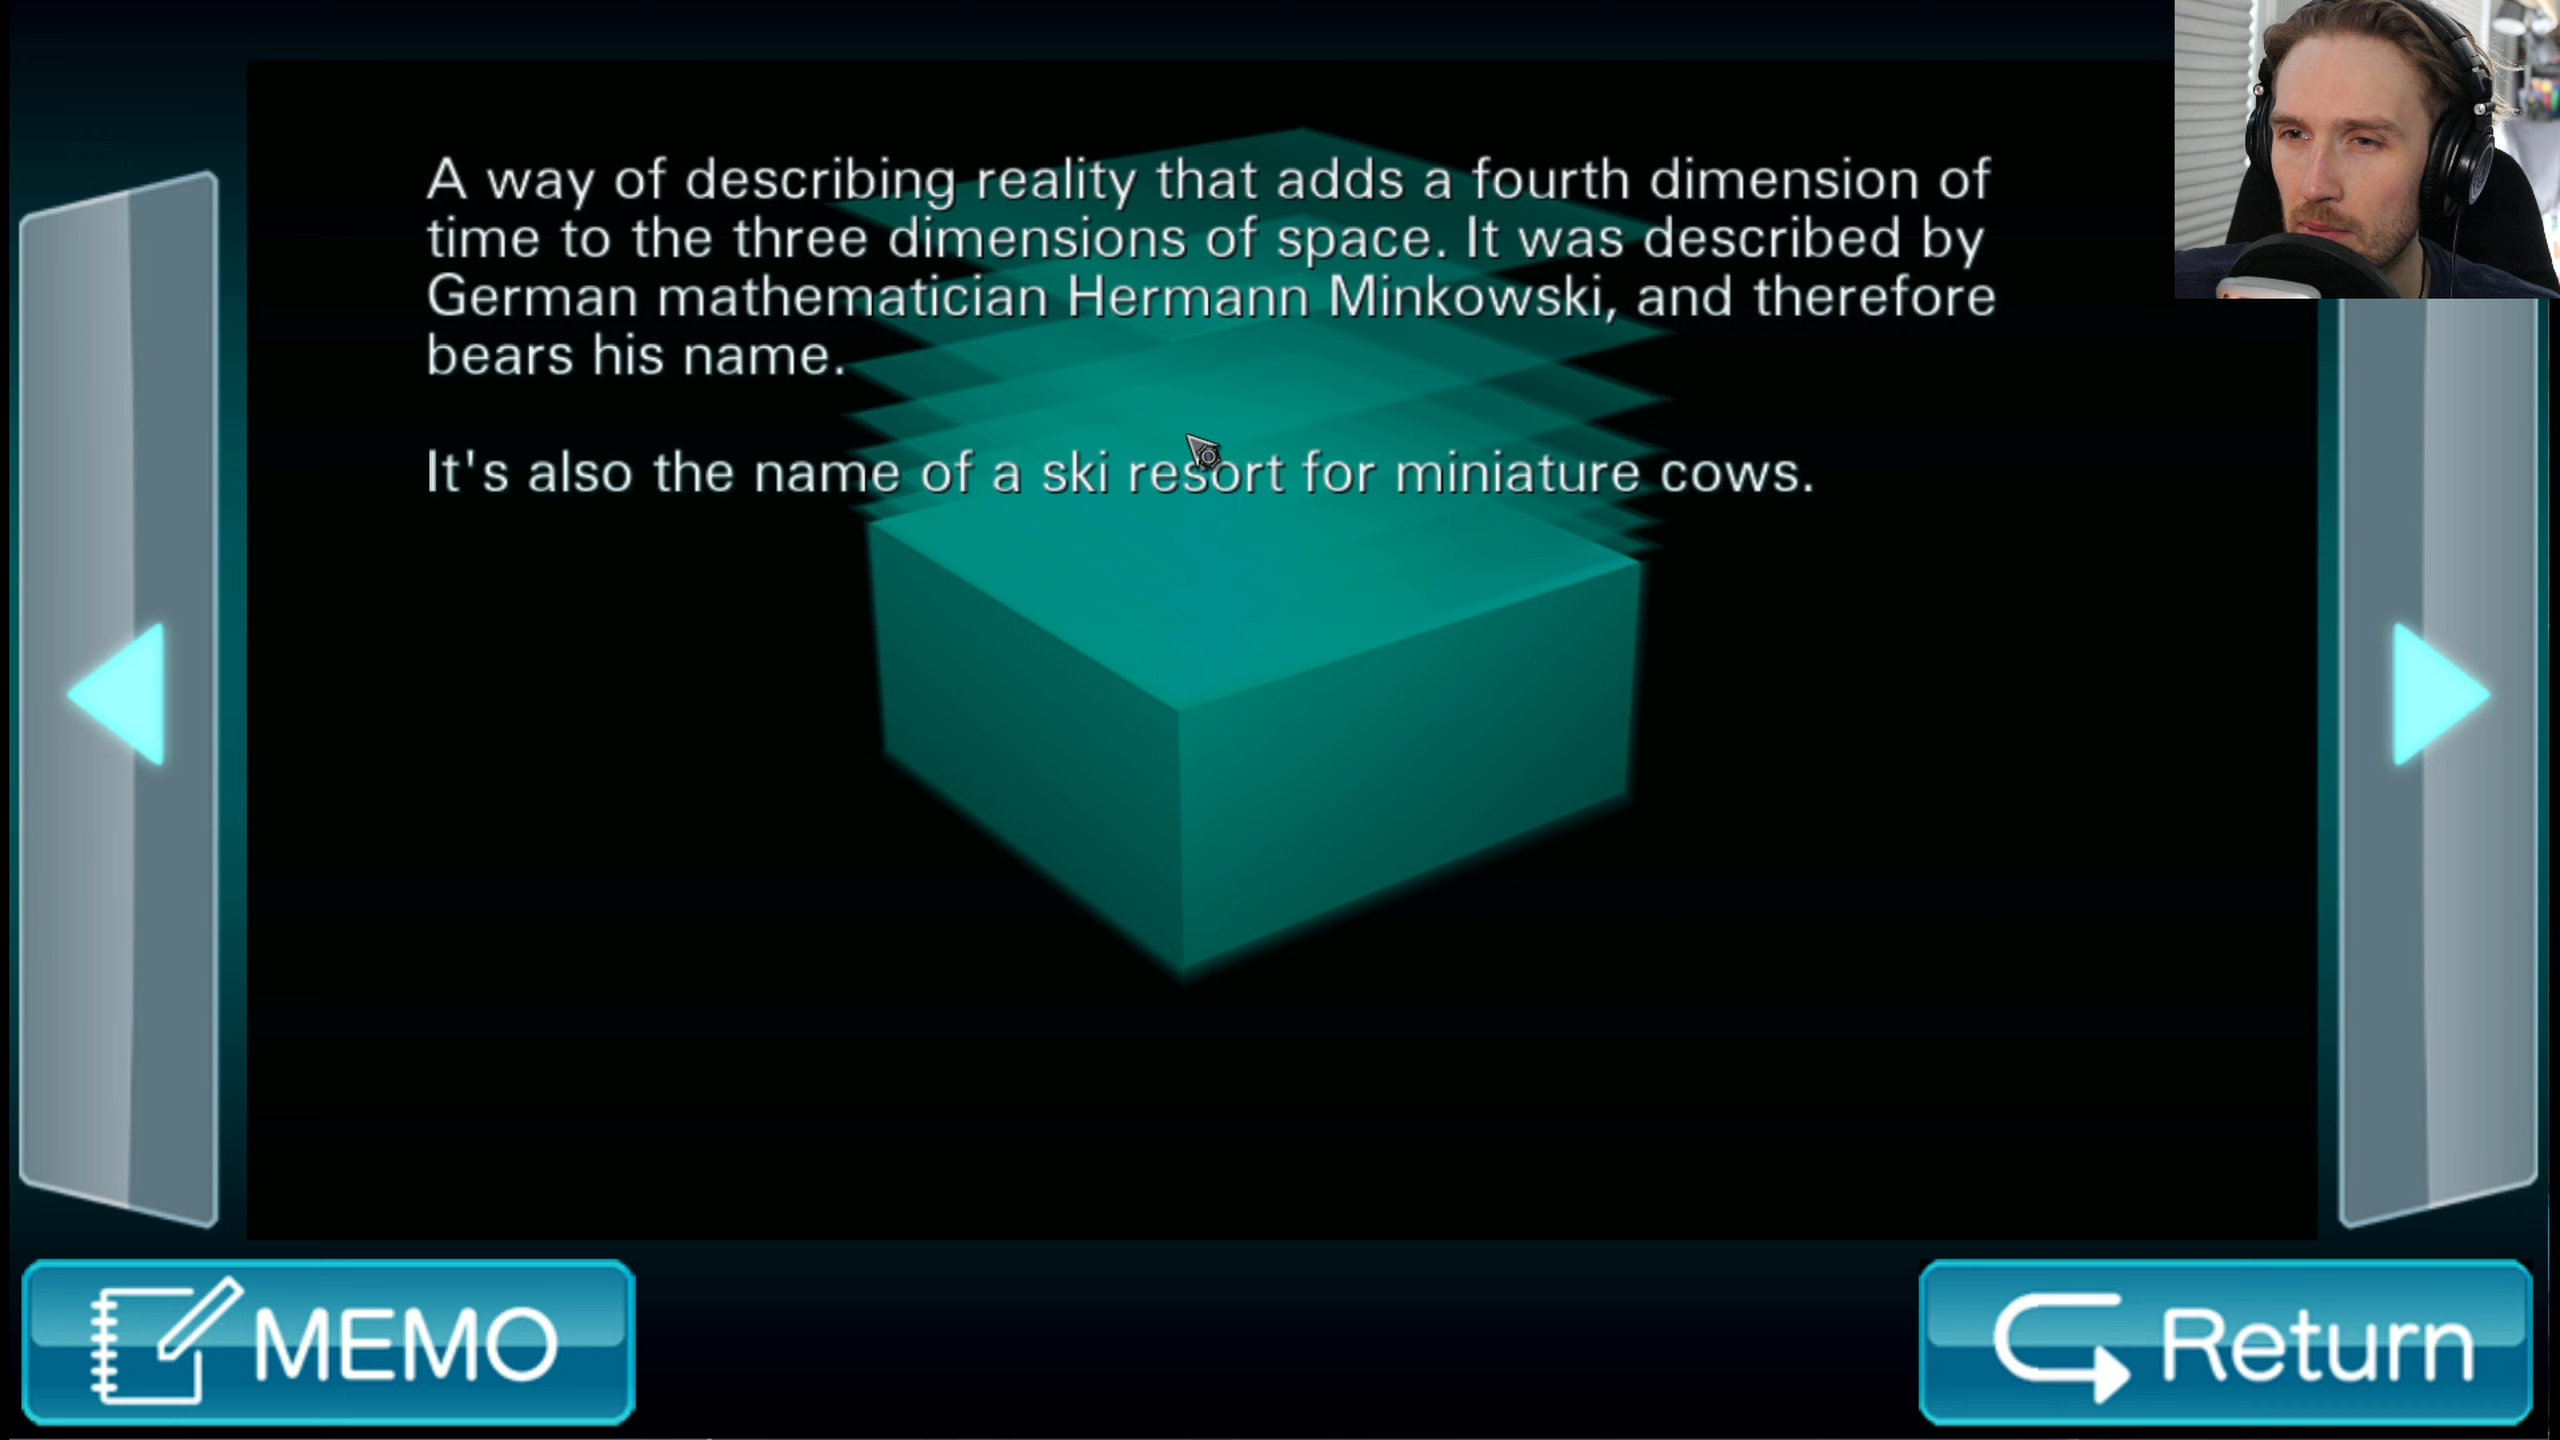 A way of describing reality that adds a fourth dimension of
time to the three dimensions of space. It was described by
German mathematician Hermann Minkowski, and therefore
bears his name.
It's also the name of a ski resort for miniature cows.
MEMO
Return